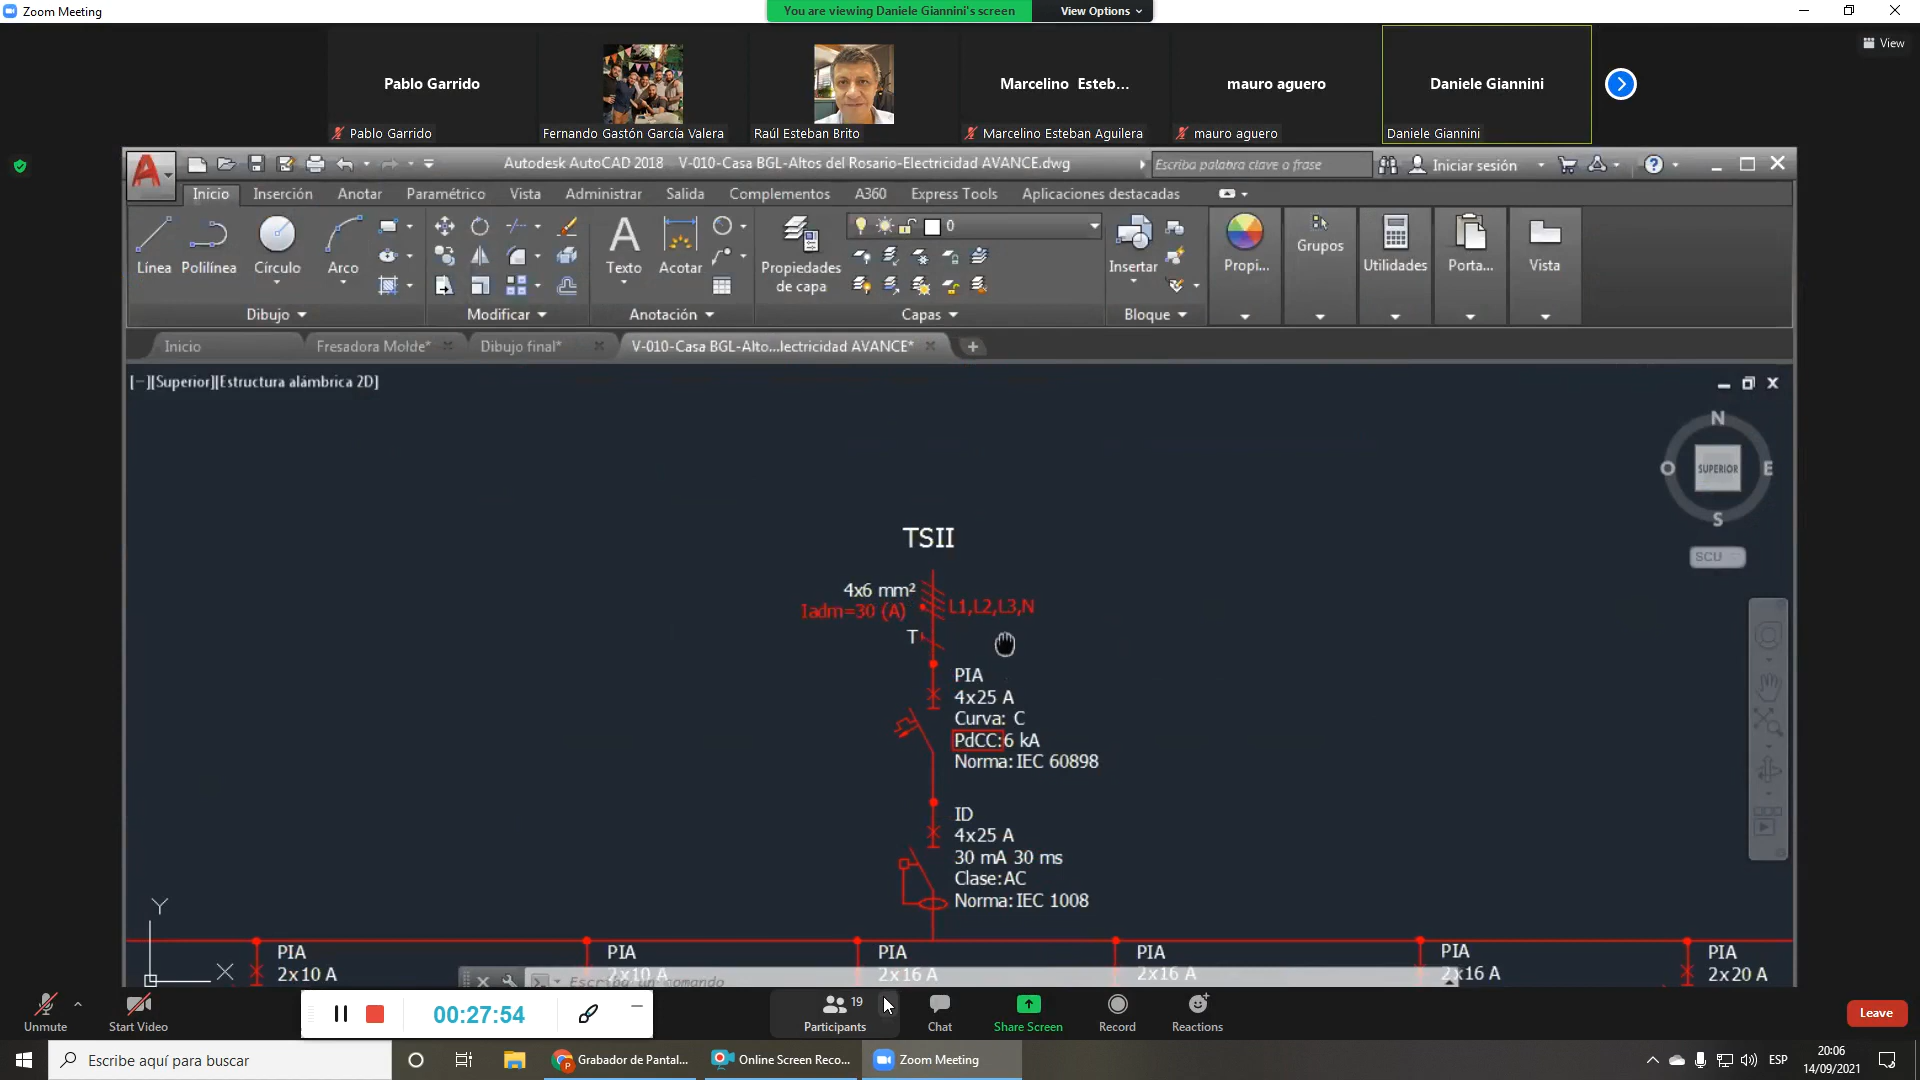 Zoom Meeting
You are viewing Daniele Giannini's screen
View Options
View
Pablo Garrido
Pablo Garrido
Fernando Gastón García Valera
Raúl Esteban Brito
Marcelino Esteb...
Marcelino Esteban Aguilera
mauro aguero
mauro aguero
Daniele Giannini
Daniele Giannini
Autodesk AutoCAD 2018 V-010-Casa BGL-Altos del Rosario-Electricidad AVANCE.dwg
Escriba palabra clave o frase
Iniciar sesión
Inicio
Inserción
Anotar
Paramétrico
Vista
Administrar
Salida
Complementos
A360
Express Tools
Aplicaciones destacadas
0
Línea
Polilínea
Círculo
Arco
Texto
Acotar
Propiedades
de capa
Insertar
Propi...
Grupos
Utilidades
Porta...
Vista
Dibujo
Modificar
Anotación
Capas
Bloque
Inicio
Fresadora Molde*
Dibujo final*
V-010-Casa BGL-Alto...lectricidad AVANCE*
[−][Superior][Estructura alámbrica 2D]
N
O
SUPERIOR
E
S
SCU
TSII
4x6 mm²
Iadm=30 (A)
L1,L2,L3,N
T
PIA
4x25 A
Curva: C
PdCC:6 kA
Norma: IEC 60898
ID
4x25 A
30 mA 30 ms
Clase:AC
Norma: IEC 1008
Y
X
PIA
2x10 A
PIA
2x10 A
PIA
2x16 A
PIA
2x16 A
PIA
2x16 A
PIA
2x20 A
Escriba un comando
Unmute
Start Video
00:27:54
19
Participants
Chat
Share Screen
Record
Reactions
Leave
Escribe aquí para buscar
Grabador de Pantal...
Online Screen Reco...
Zoom Meeting
ESP
20:06
14/09/2021